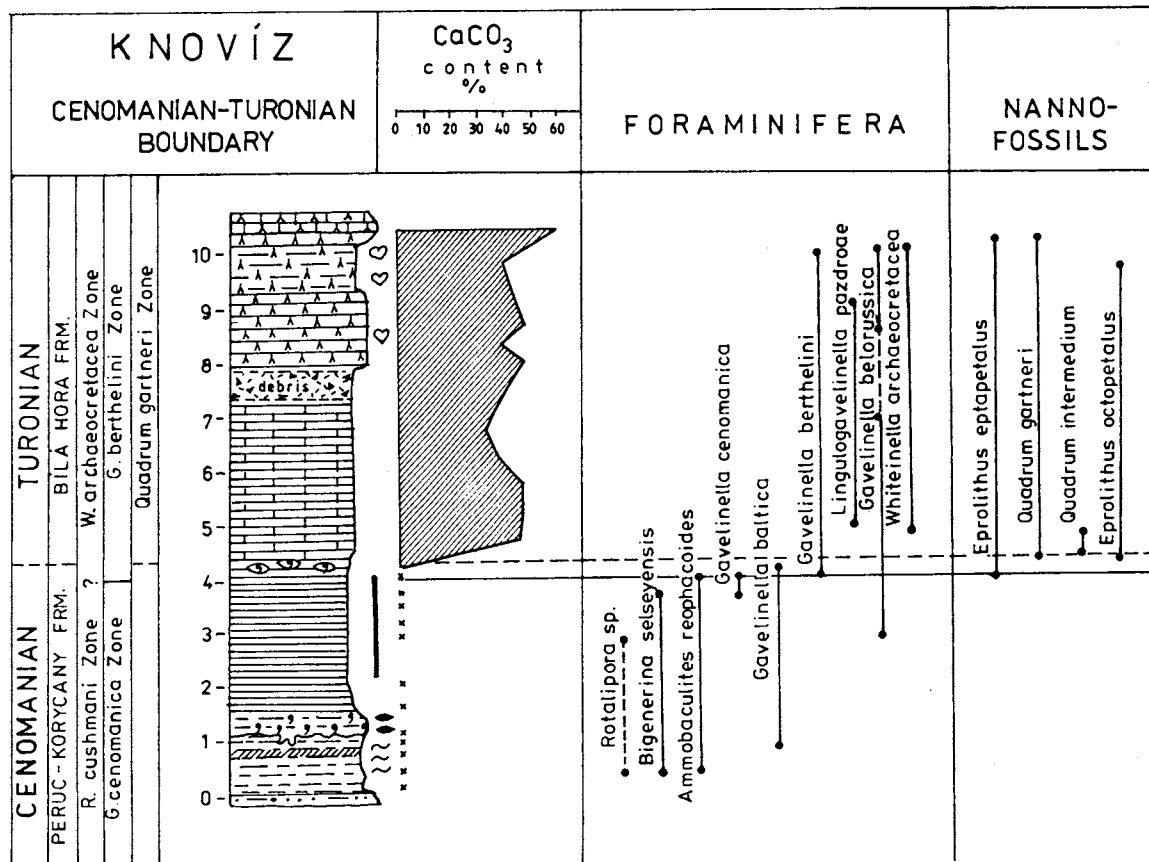 KNOVÍZ
CENOMANIAN-TURONIAN
BOUNDARY
CaCO3
content
%
0 10 20 30 40 50 60
FORAMINIFERA
NANNO-
FOSSILS
TURONIAN
BILA HORA FRM.
W. archaeocretacea Zone
G. berthelini Zone
Quadrum gartneri Zone
CENOMANIAN
PERUC - KORYCANY FRM.
R. cushmani Zone ?
G. cenomanica Zone
10
9
8
debris
7
6
5
4
3
2
1
0
Rotalipora sp.
Bigenerina selseyensis
Ammobaculites reophacoides
Gavelinella cenomanica
Gavelinella baltica
Gavelinella berthelini
Lingulogavelinella pazdroae
Gavelinella belorussica
Whiteinella archaeocretacea
Eprolithus eptapetalus
Quadrum gartneri
Quadrum intermedium
Eprolithus octopetalus